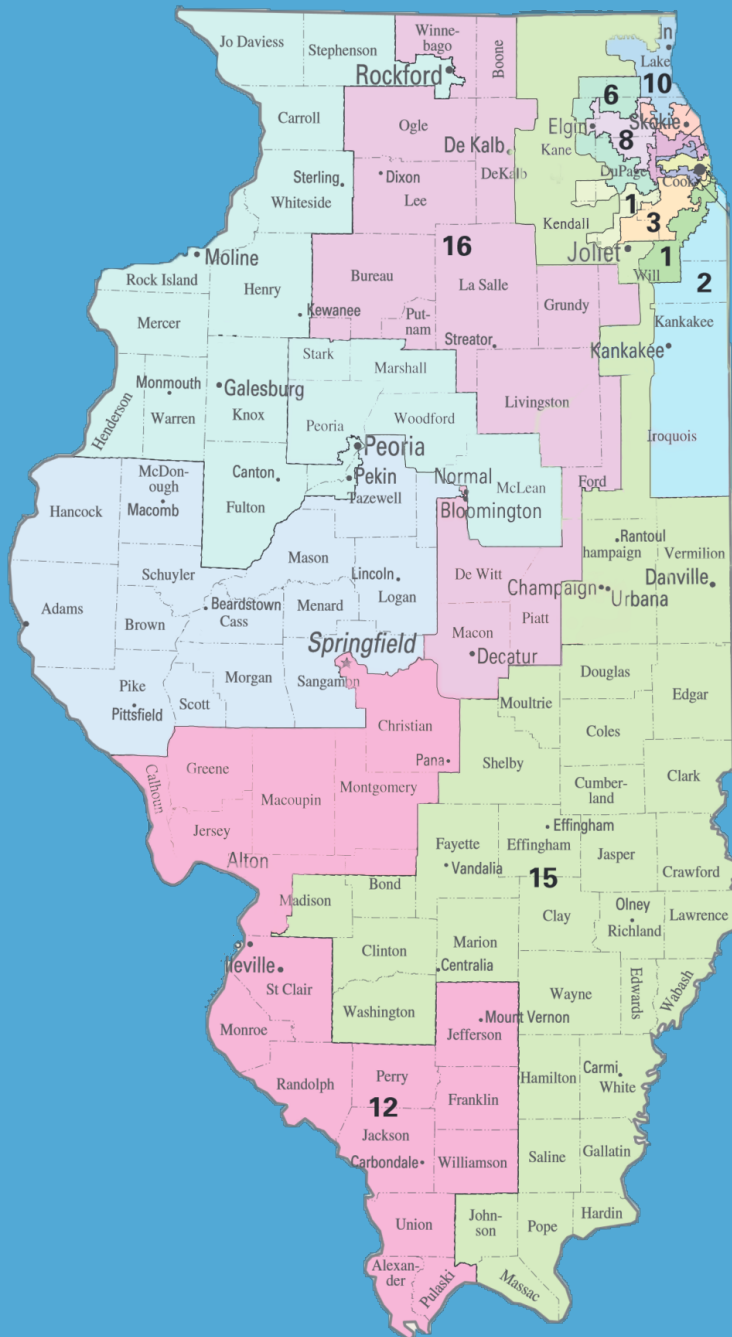 Jo Daviess
Stephenson
Winne-
bago
Boone
Rockford
in
Lake
10
6
Skokie
Elgin
Carroll
Ogle
De Kalb
DeKalb
Kane
8
DuPage
Cook
Sterling
Whiteside
Dixon
Lee
1
3
Kendall
Joliet
1
Will
2
Moline
Rock Island
Henry
Bureau
16
La Salle
Grundy
Mercer
Kewanee
Put-
nam
Streator
Kankakee
Kankakee
Stark
Marshall
Henderson
Monmouth
Warren
Galesburg
Knox
Peoria
Woodford
Livingston
Iroquois
Peoria
Canton
Fulton
Pekin
Tazewell
Normal
Bloomington
McLean
Ford
McDon-
ough
Macomb
Hancock
Rantoul
hampaign
Vermilion
Mason
Schuyler
Lincoln
Logan
De Witt
Champaign
Urbana
Danville
Adams
Brown
Beardstown
Cass
Menard
Piatt
Macon
Decatur
Springfield
Sangamon
Pike
Pittsfield
Scott
Morgan
Christian
Pana
Moultrie
Douglas
Edgar
Coles
Shelby
Calhoun
Greene
Macoupin
Montgomery
Cumber-
land
Clark
Jersey
Alton
Fayette
Vandalia
Effingham
Effingham
Jasper
Crawford
15
Madison
Bond
Clay
Olney
Richland
Lawrence
Clinton
Marion
Centralia
lleville
St Clair
Washington
Wayne
Edwards
Wabash
Monroe
Mount Vernon
Jefferson
Randolph
Perry
Hamilton
Carmi
White
12
Franklin
Jackson
Carbondale
Williamson
Saline
Gallatin
Union
John-
son
Pope
Hardin
Alexan-
der
Pulaski
Massac